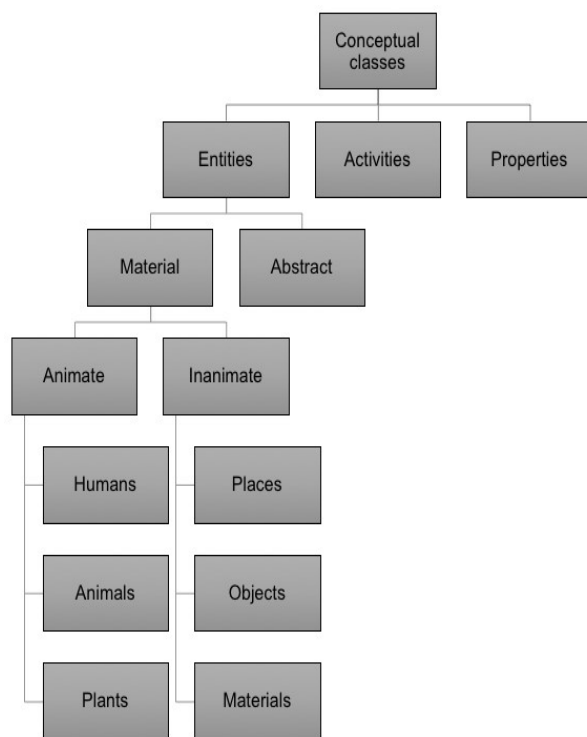 Conceptual
classes
Entities
Activities
Properties
Material
Abstract
Animate
Inanimate
Humans
Places
Animals
Objects
Plants
Materials